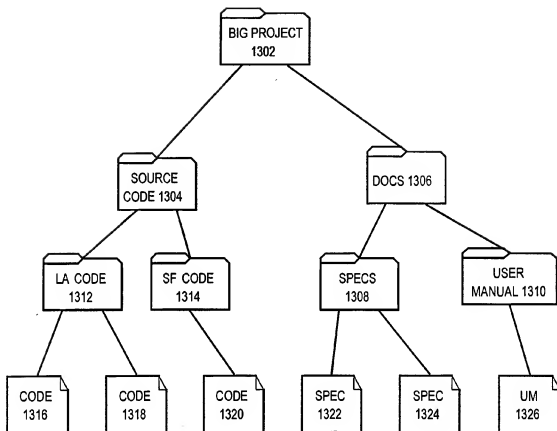 BIG PROJECT
1302
SOURCE
CODE 1304
DOCS 1306
LA CODE
1312
SF CODE
1314
SPECS
1308
USER
MANUAL 1310
CODE
1316
CODE
1318
CODE
1320
SPEC
1322
SPEC
1324
UM
1326